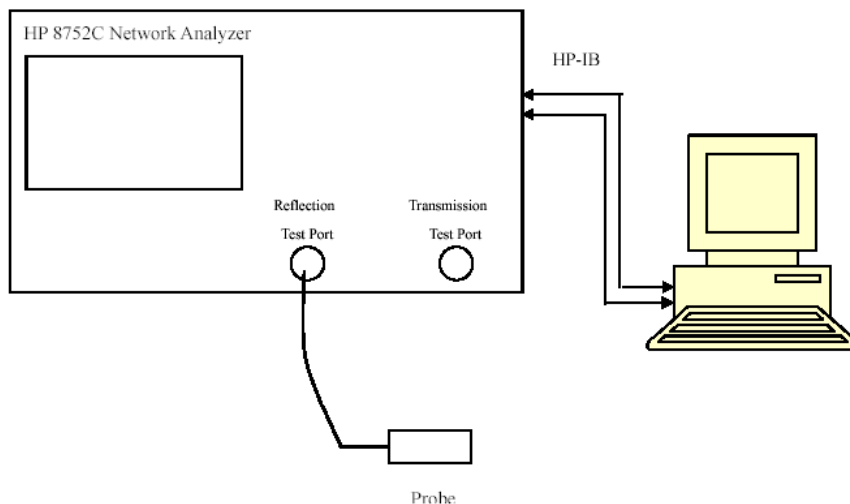 HP 8752C Network Analyzer
HP-IB
Reflection
Test Port
Transmission
Test Port
Probe